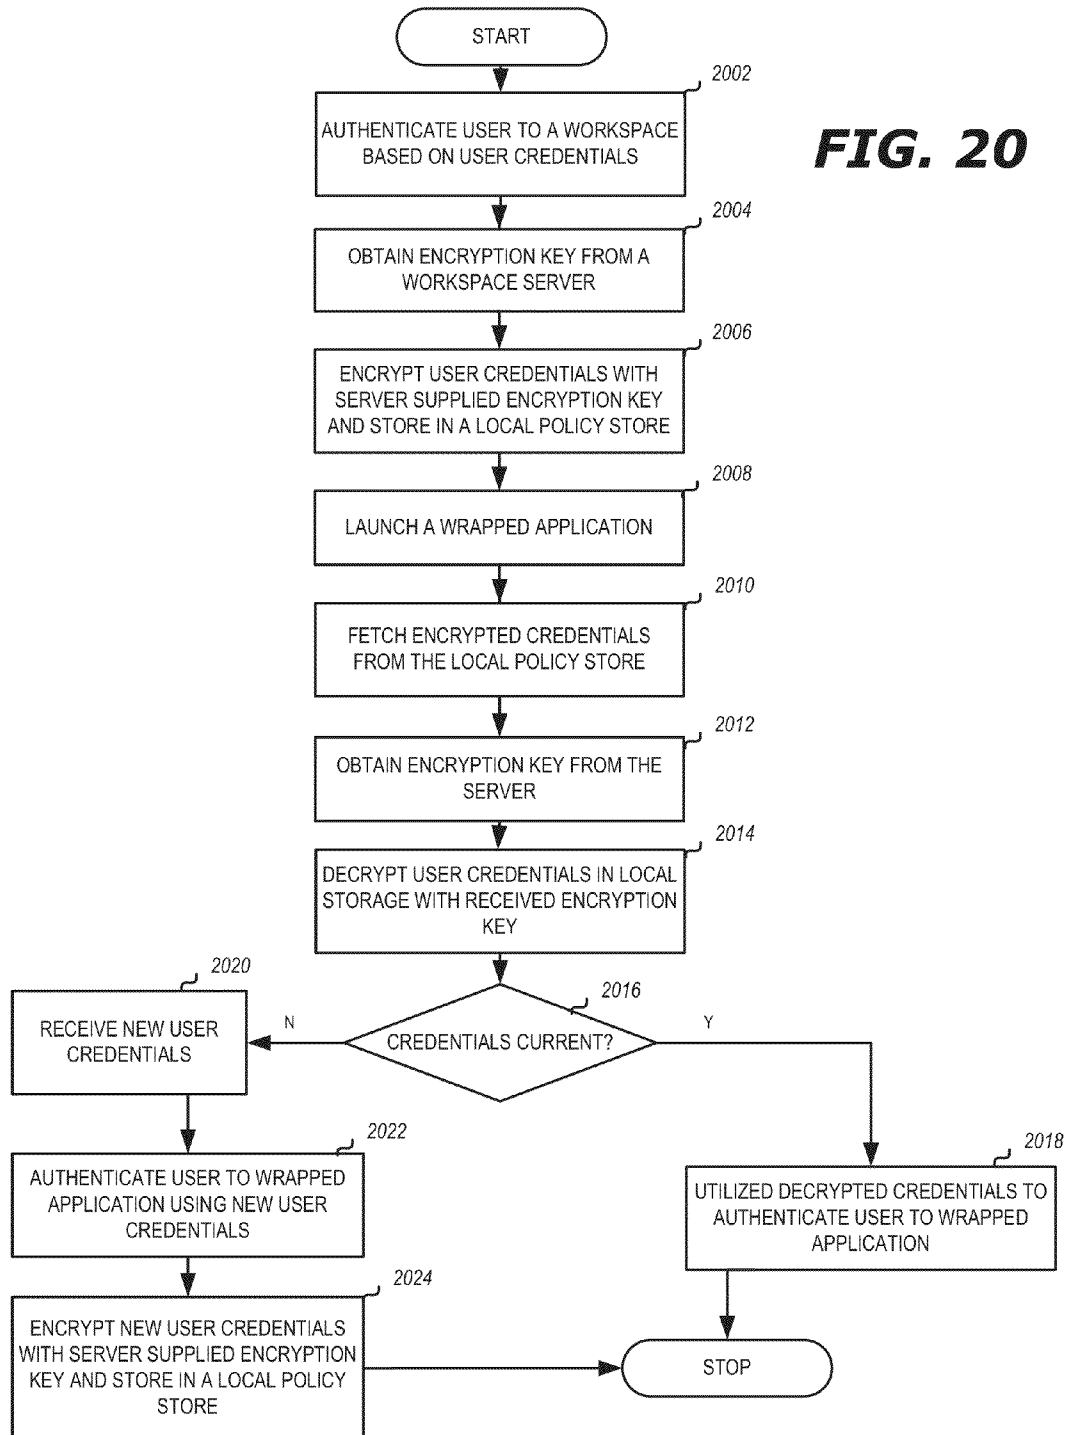 START
2002
AUTHENTICATE USER TO A WORKSPACE
BASED ON USER CREDENTIALS
FIG. 20
2004
OBTAIN ENCRYPTION KEY FROM A
WORKSPACE SERVER
2006
ENCRYPT USER CREDENTIALS WITH
SERVER SUPPLIED ENCRYPTION KEY
AND STORE IN A LOCAL POLICY STORE
2008
LAUNCH A WRAPPED APPLICATION
2010
FETCH ENCRYPTED CREDENTIALS
FROM THE LOCAL POLICY STORE
2012
OBTAIN ENCRYPTION KEY FROM THE
SERVER
2014
DECRYPT USER CREDENTIALS IN LOCAL
STORAGE WITH RECEIVED ENCRYPTION
KEY
2016
CREDENTIALS CURRENT?
N
Y
2020
RECEIVE NEW USER
CREDENTIALS
2022
AUTHENTICATE USER TO WRAPPED
APPLICATION USING NEW USER
CREDENTIALS
2018
UTILIZED DECRYPTED CREDENTIALS TO
AUTHENTICATE USER TO WRAPPED
APPLICATION
2024
ENCRYPT NEW USER CREDENTIALS
WITH SERVER SUPPLIED ENCRYPTION
KEY AND STORE IN A LOCAL POLICY
STORE
STOP